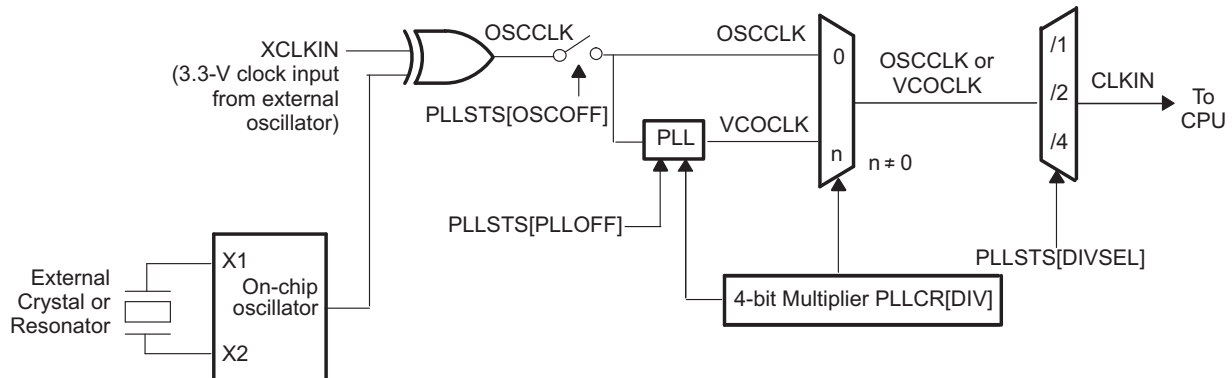 XCLKIN
(3.3-V clock input
from external
oscillator)
OSCCLK
PLLSTS[OSCOFF]
OSCCLK
0
PLL
VCOCLK
n
n ≠ 0
PLLSTS[PLLOFF]
OSCCLK or
VCOCLK
/1
/2
/4
CLKIN
To
CPU
PLLSTS[DIVSEL]
4-bit Multiplier PLLCR[DIV]
External
Crystal or
Resonator
X1
On-chip
oscillator
X2